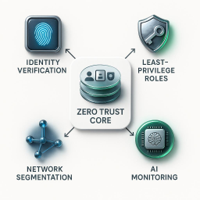 IDENTITY
VERIFICATION
LEAST-
PRIVILEGE
ROLES
ZERO TRUST
CORE
NETWORK
SEGMENTATION
AI
MONITORING